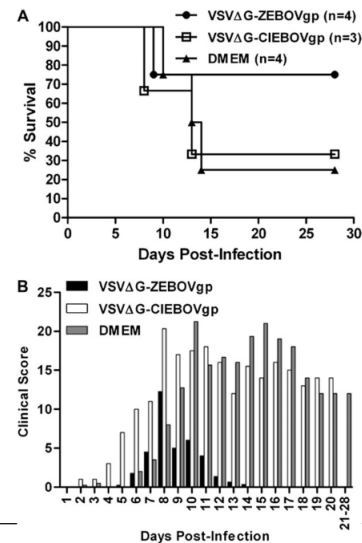 A
VSVΔG-ZEBOVgp (n=4)
VSVΔG-CIEBOVgp (n=3)
DMEM (n=4)
% Survival
100
90
80
70
60
50
40
30
20
10
0
0 5 10 15 20 25 30
Days Post-Infection
B
VSVΔG-ZEBOVgp
VSVΔG-CIEBOVgp
DMEM
Clinical Score
25
20
15
10
5
0
1 2 3 4 5 6 7 8 9 10 11 12 13 14 15 16 17 18 19 20 21-28
Days Post-Infection